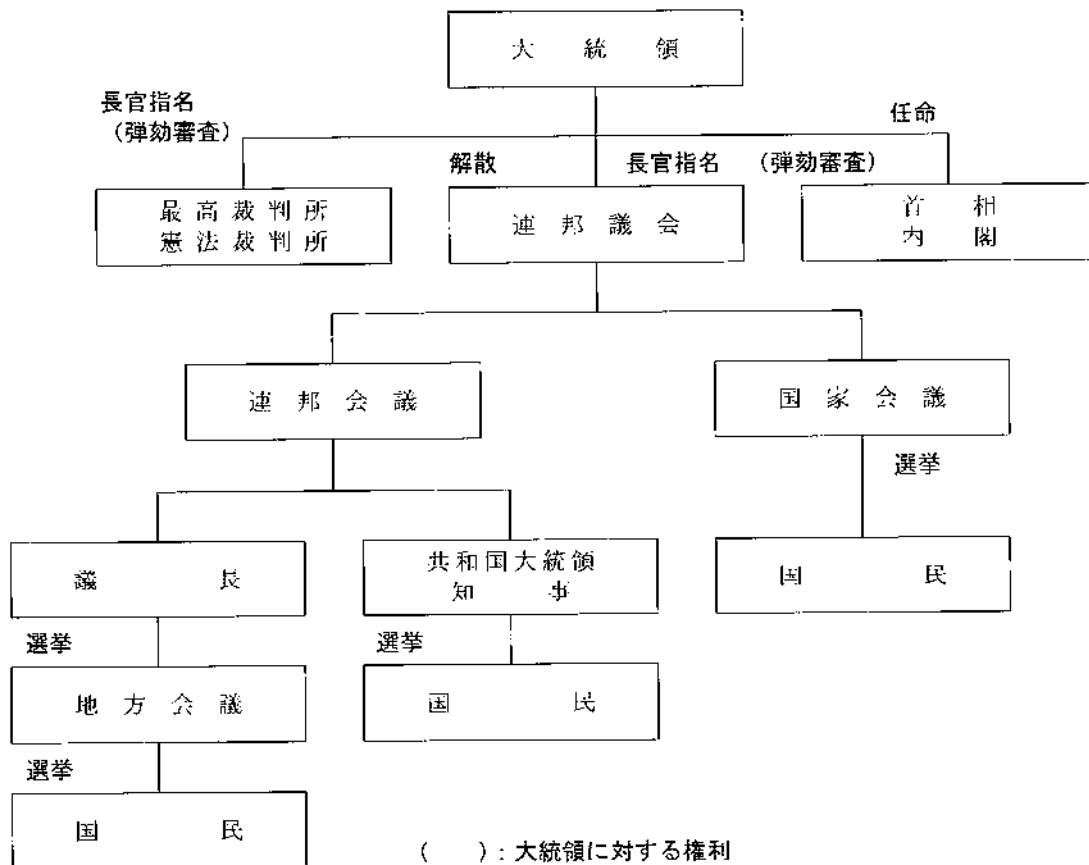 大統領
長官指名
(弾劾審査)
任命
解散
長官指名
(弾劾審査)
最高裁判所
憲法裁判所
連邦議会
首相
内閣
連邦会議
国家会議
選挙
議長
共和国大統領
知事
国民
選挙
選挙
地方会議
国民
選挙
国民
( ):大統領に対する権利